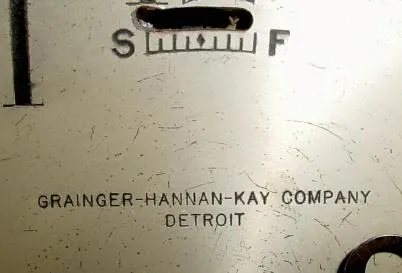 S F
GRAINGER-HANNAN-KAY COMPANY
DETROIT